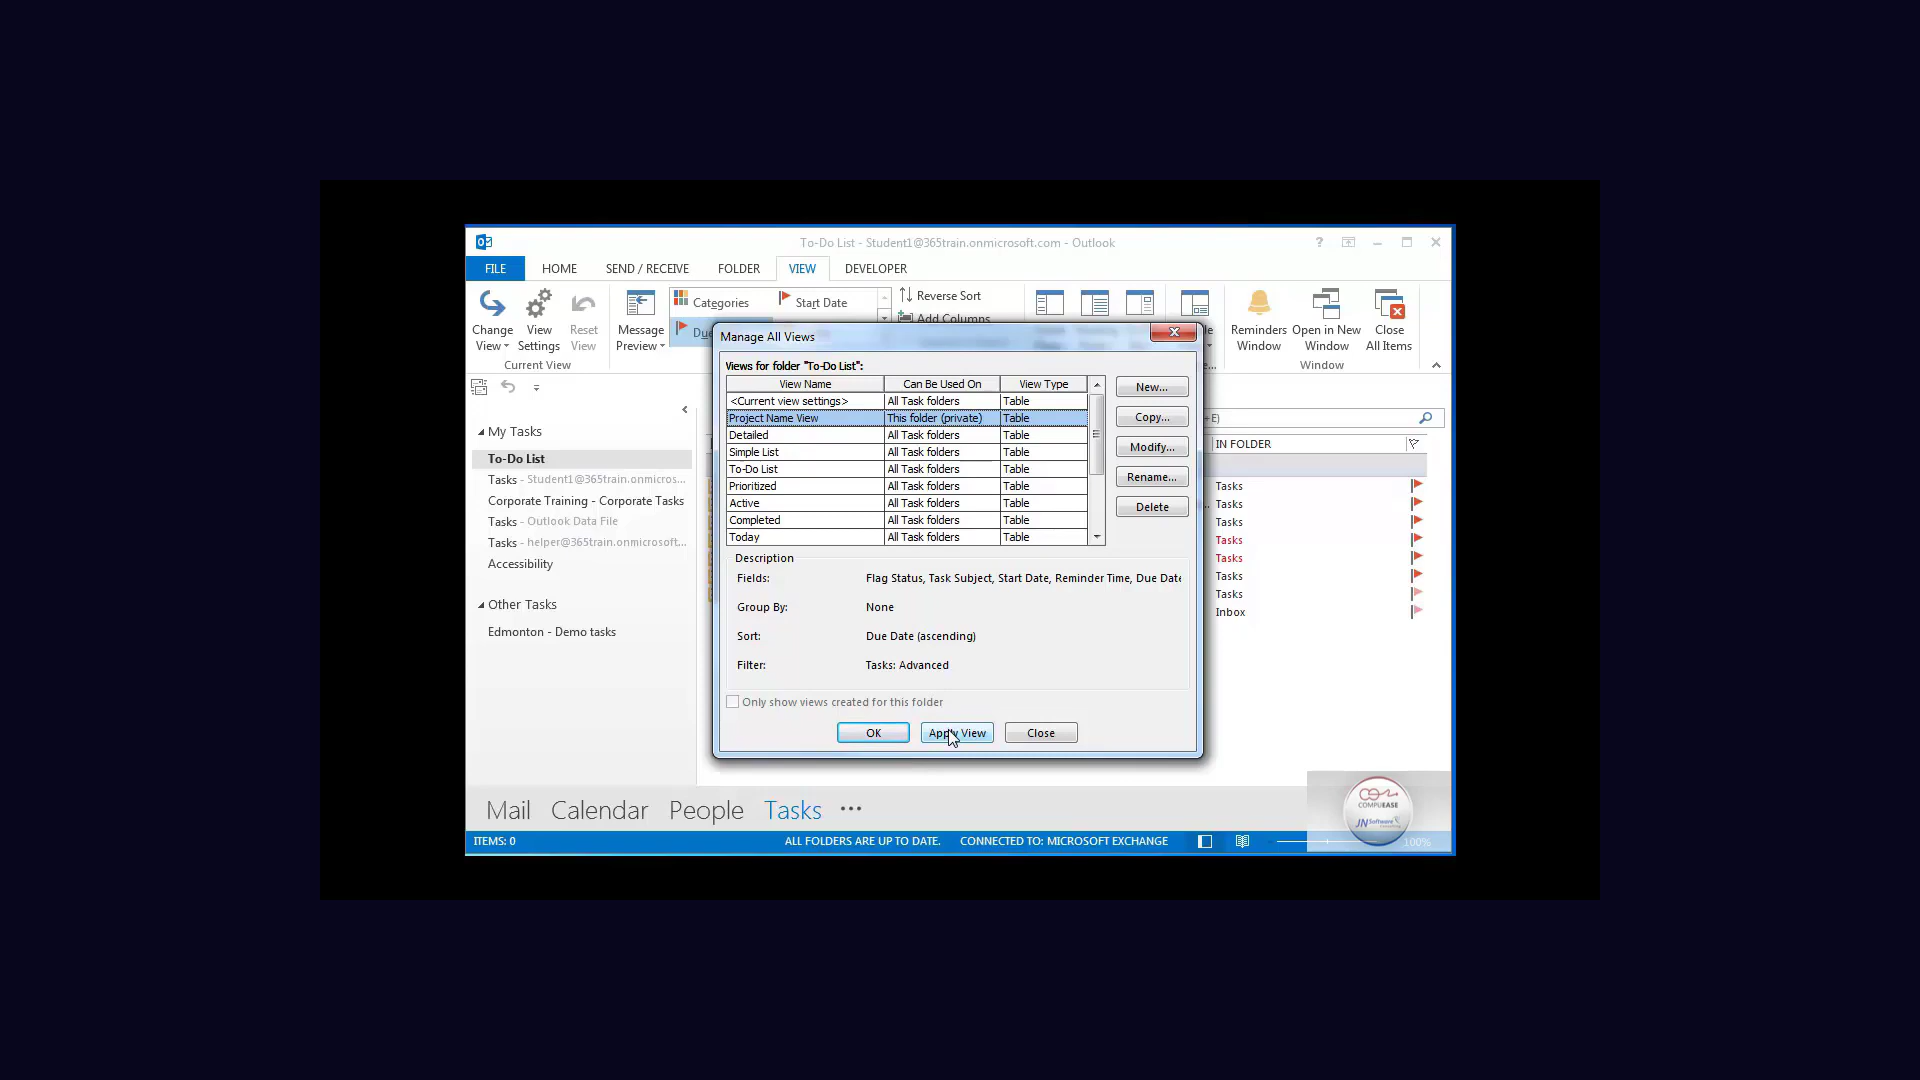 To-Do List - Student1@365train.onmicrosoft.com - Outlook
?
FILE HOME SEND / RECEIVE FOLDER VIEW DEVELOPER
Change View
View Settings
Reset View
Current View
Message Preview
Categories
Start Date
Due
Reverse Sort
Add Columns
Reminders Window
Open in New Window
Close All Items
Window
My Tasks
To-Do List
Tasks - Student1@365train.onmicros...
Corporate Training - Corporate Tasks
Tasks - Outlook Data File
Tasks - helper@365train.onmicrosoft...
Accessibility
Other Tasks
Edmonton - Demo tasks
Manage All Views
Views for folder "To-Do List":
View Name Can Be Used On View Type
<Current view settings> All Task folders Table
Project Name View This folder (private) Table
Detailed All Task folders Table
Simple List All Task folders Table
To-Do List All Task folders Table
Prioritized All Task folders Table
Active All Task folders Table
Completed All Task folders Table
Today All Task folders Table
New...
Copy...
Modify...
Rename...
Delete
Description
Fields: Flag Status, Task Subject, Start Date, Reminder Time, Due Date
Group By: None
Sort: Due Date (ascending)
Filter: Tasks: Advanced
Only show views created for this folder
OK Apply View Close
+E)
IN FOLDER
Tasks
Tasks
Tasks
Tasks
Tasks
Tasks
Tasks
Inbox
Mail Calendar People Tasks •••
COMPUEASE
JN Software
ITEMS: 0 ALL FOLDERS ARE UP TO DATE. CONNECTED TO: MICROSOFT EXCHANGE 100%